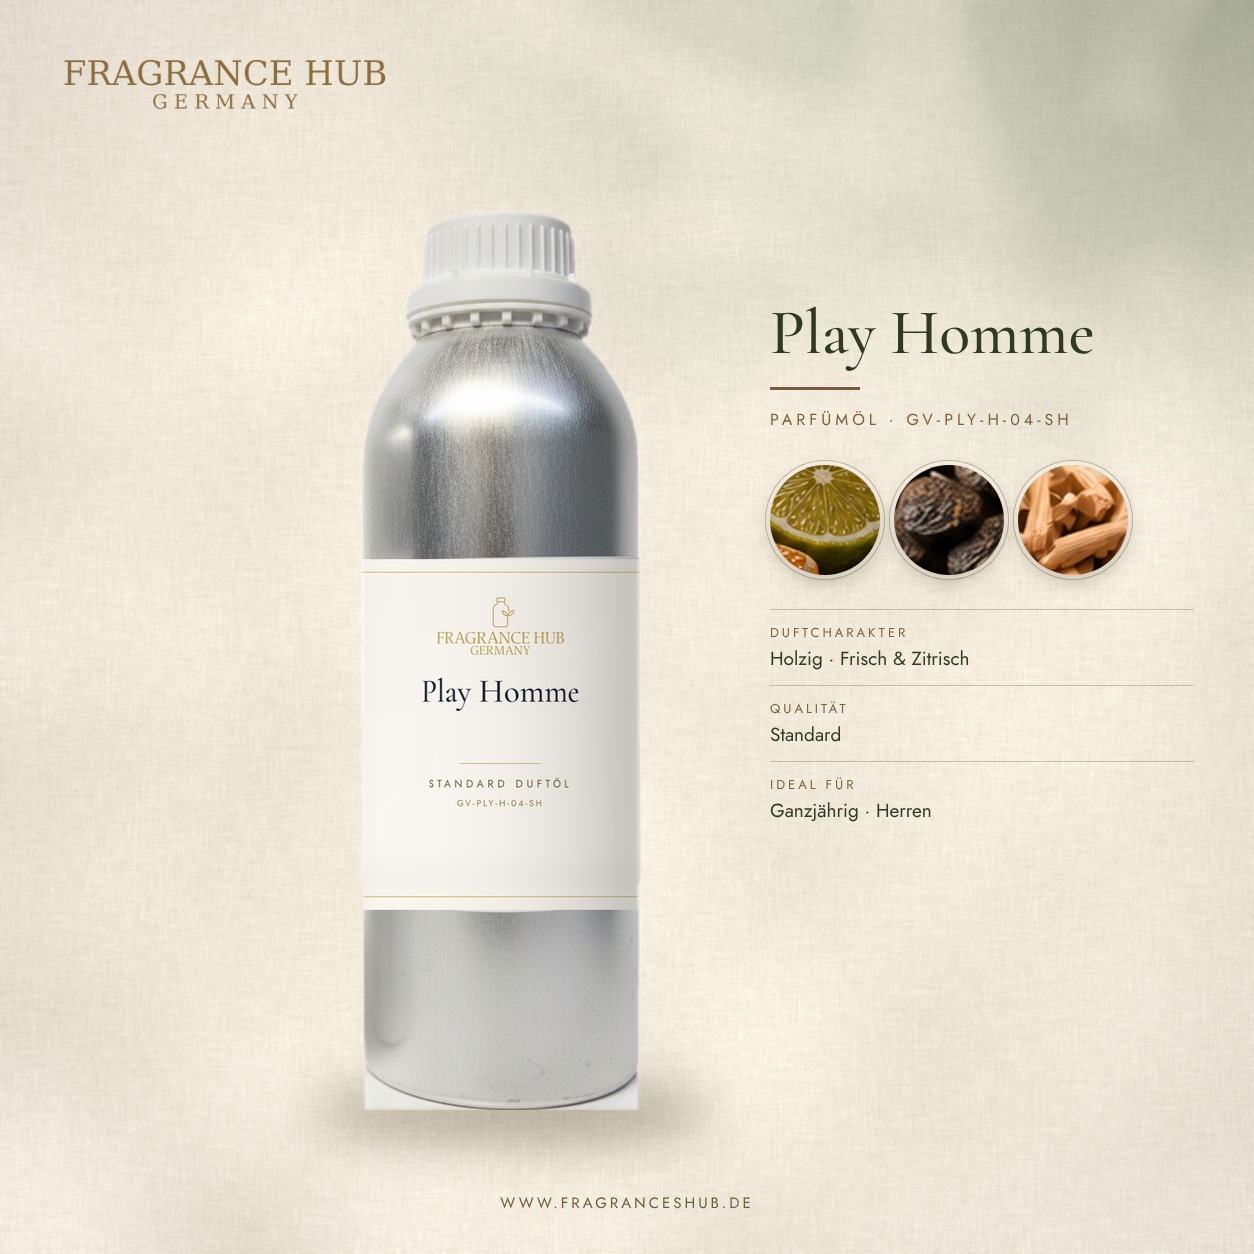 FRAGRANCE HUB
GERMANY
Play Homme
PARFÜMÖL · GV-PLY-H-04-SH
DUFTCHARAKTER
Holzig · Frisch & Zitrisch
QUALITÄT
Standard
IDEAL FÜR
Ganzjährig · Herren
FRAGRANCE HUB
GERMANY
Play Homme
STANDARD DUFTÖL
GV-PLY-H-04-SH
WWW.FRAGRANCESHUB.DE